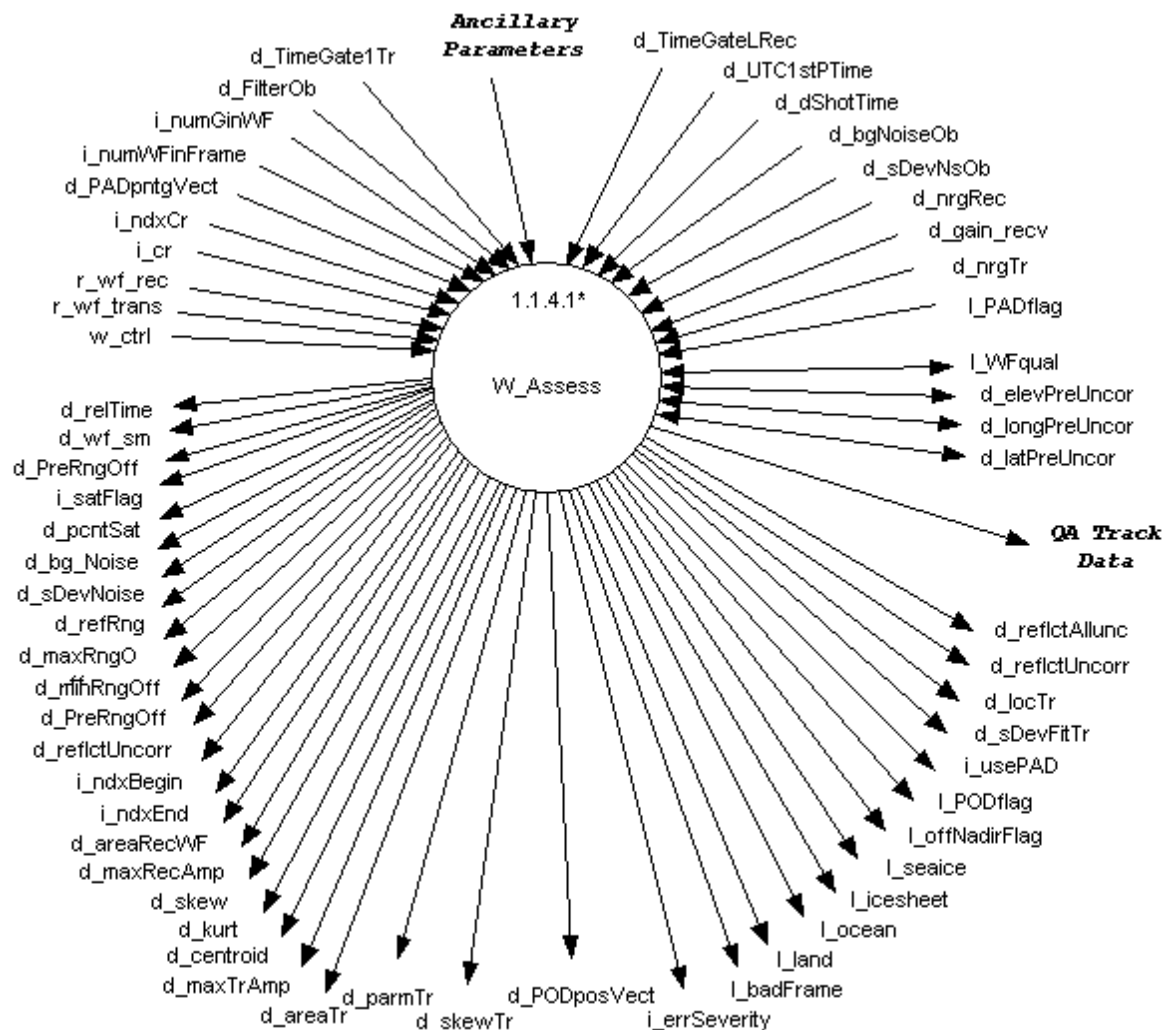 Ancillary
Parameters
d_TimeGate1Tr
d_FilterOb
i_numGinWF
i_numWFinFrame
d_PADpntgVect
i_ndxCr
i_cr
r_wf_rec
r_wf_trans
w_ctrl
d_TimeGateLRec
d_UTC1stPTime
d_dShotTime
d_bgNoiseOb
d_sDevNsOb
d_nrgRec
d_gain_recv
d_nrgTr
l_PADflag
1.1.4.1*
W_Assess
l_WFqual
d_elevPreUncor
d_longPreUncor
d_latPreUncor
QA Track
Data
d_relTime
d_wf_sm
d_PreRngOff
i_satFlag
d_pcntSat
d_bg_Noise
d_sDevNoise
d_refRng
d_maxRngO
d_minRngOff
d_PreRngOff
d_reflctUncorr
i_ndxBegin
i_ndxEnd
d_areaRecWF
d_maxRecAmp
d_skew
d_kurt
d_centroid
d_maxTrAmp
d_areaTr
d_parmTr
d_skewTr
d_PODposVect
i_errSeverity
l_badFrame
l_land
l_ocean
l_icesheet
l_seaice
l_offNadirFlag
l_PODflag
i_usePAD
d_sDevFitTr
d_locTr
d_reflctUncorr
d_reflctAllunc